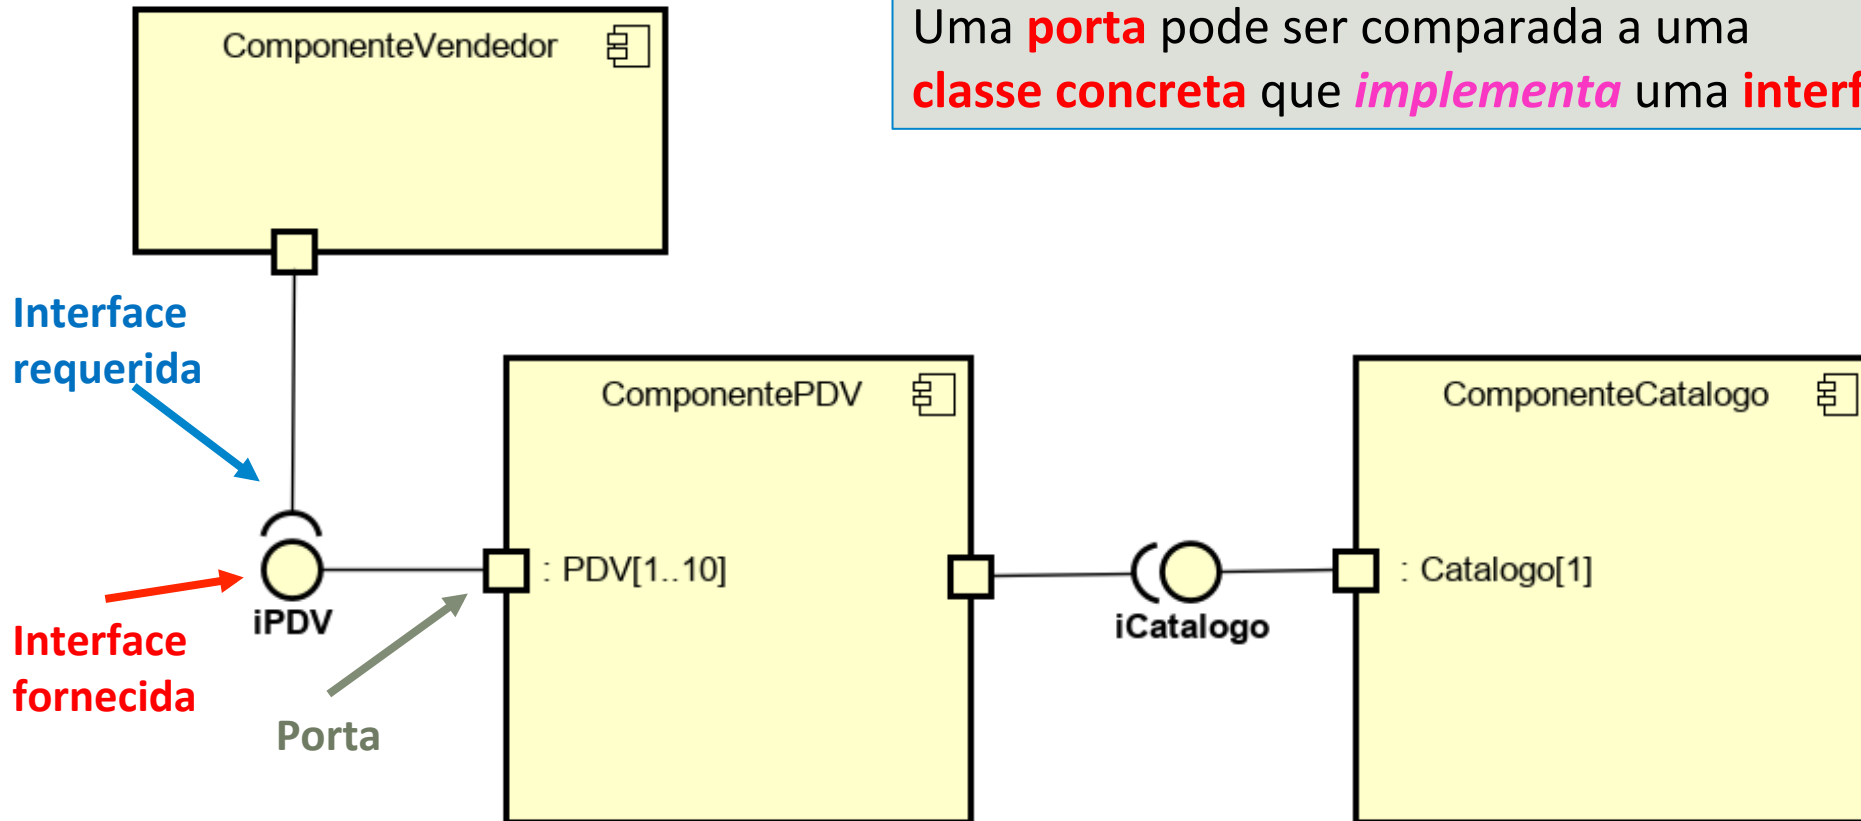 Uma porta pode ser comparada a uma
classe concreta que implementa uma
ComponenteVendedor
Interface
requerida
ComponentePDV
ComponenteCatalogo
: PDV[1..10]
: Catalogo[1]
iPDV
iCatalogo
Interface
fornecida
Porta